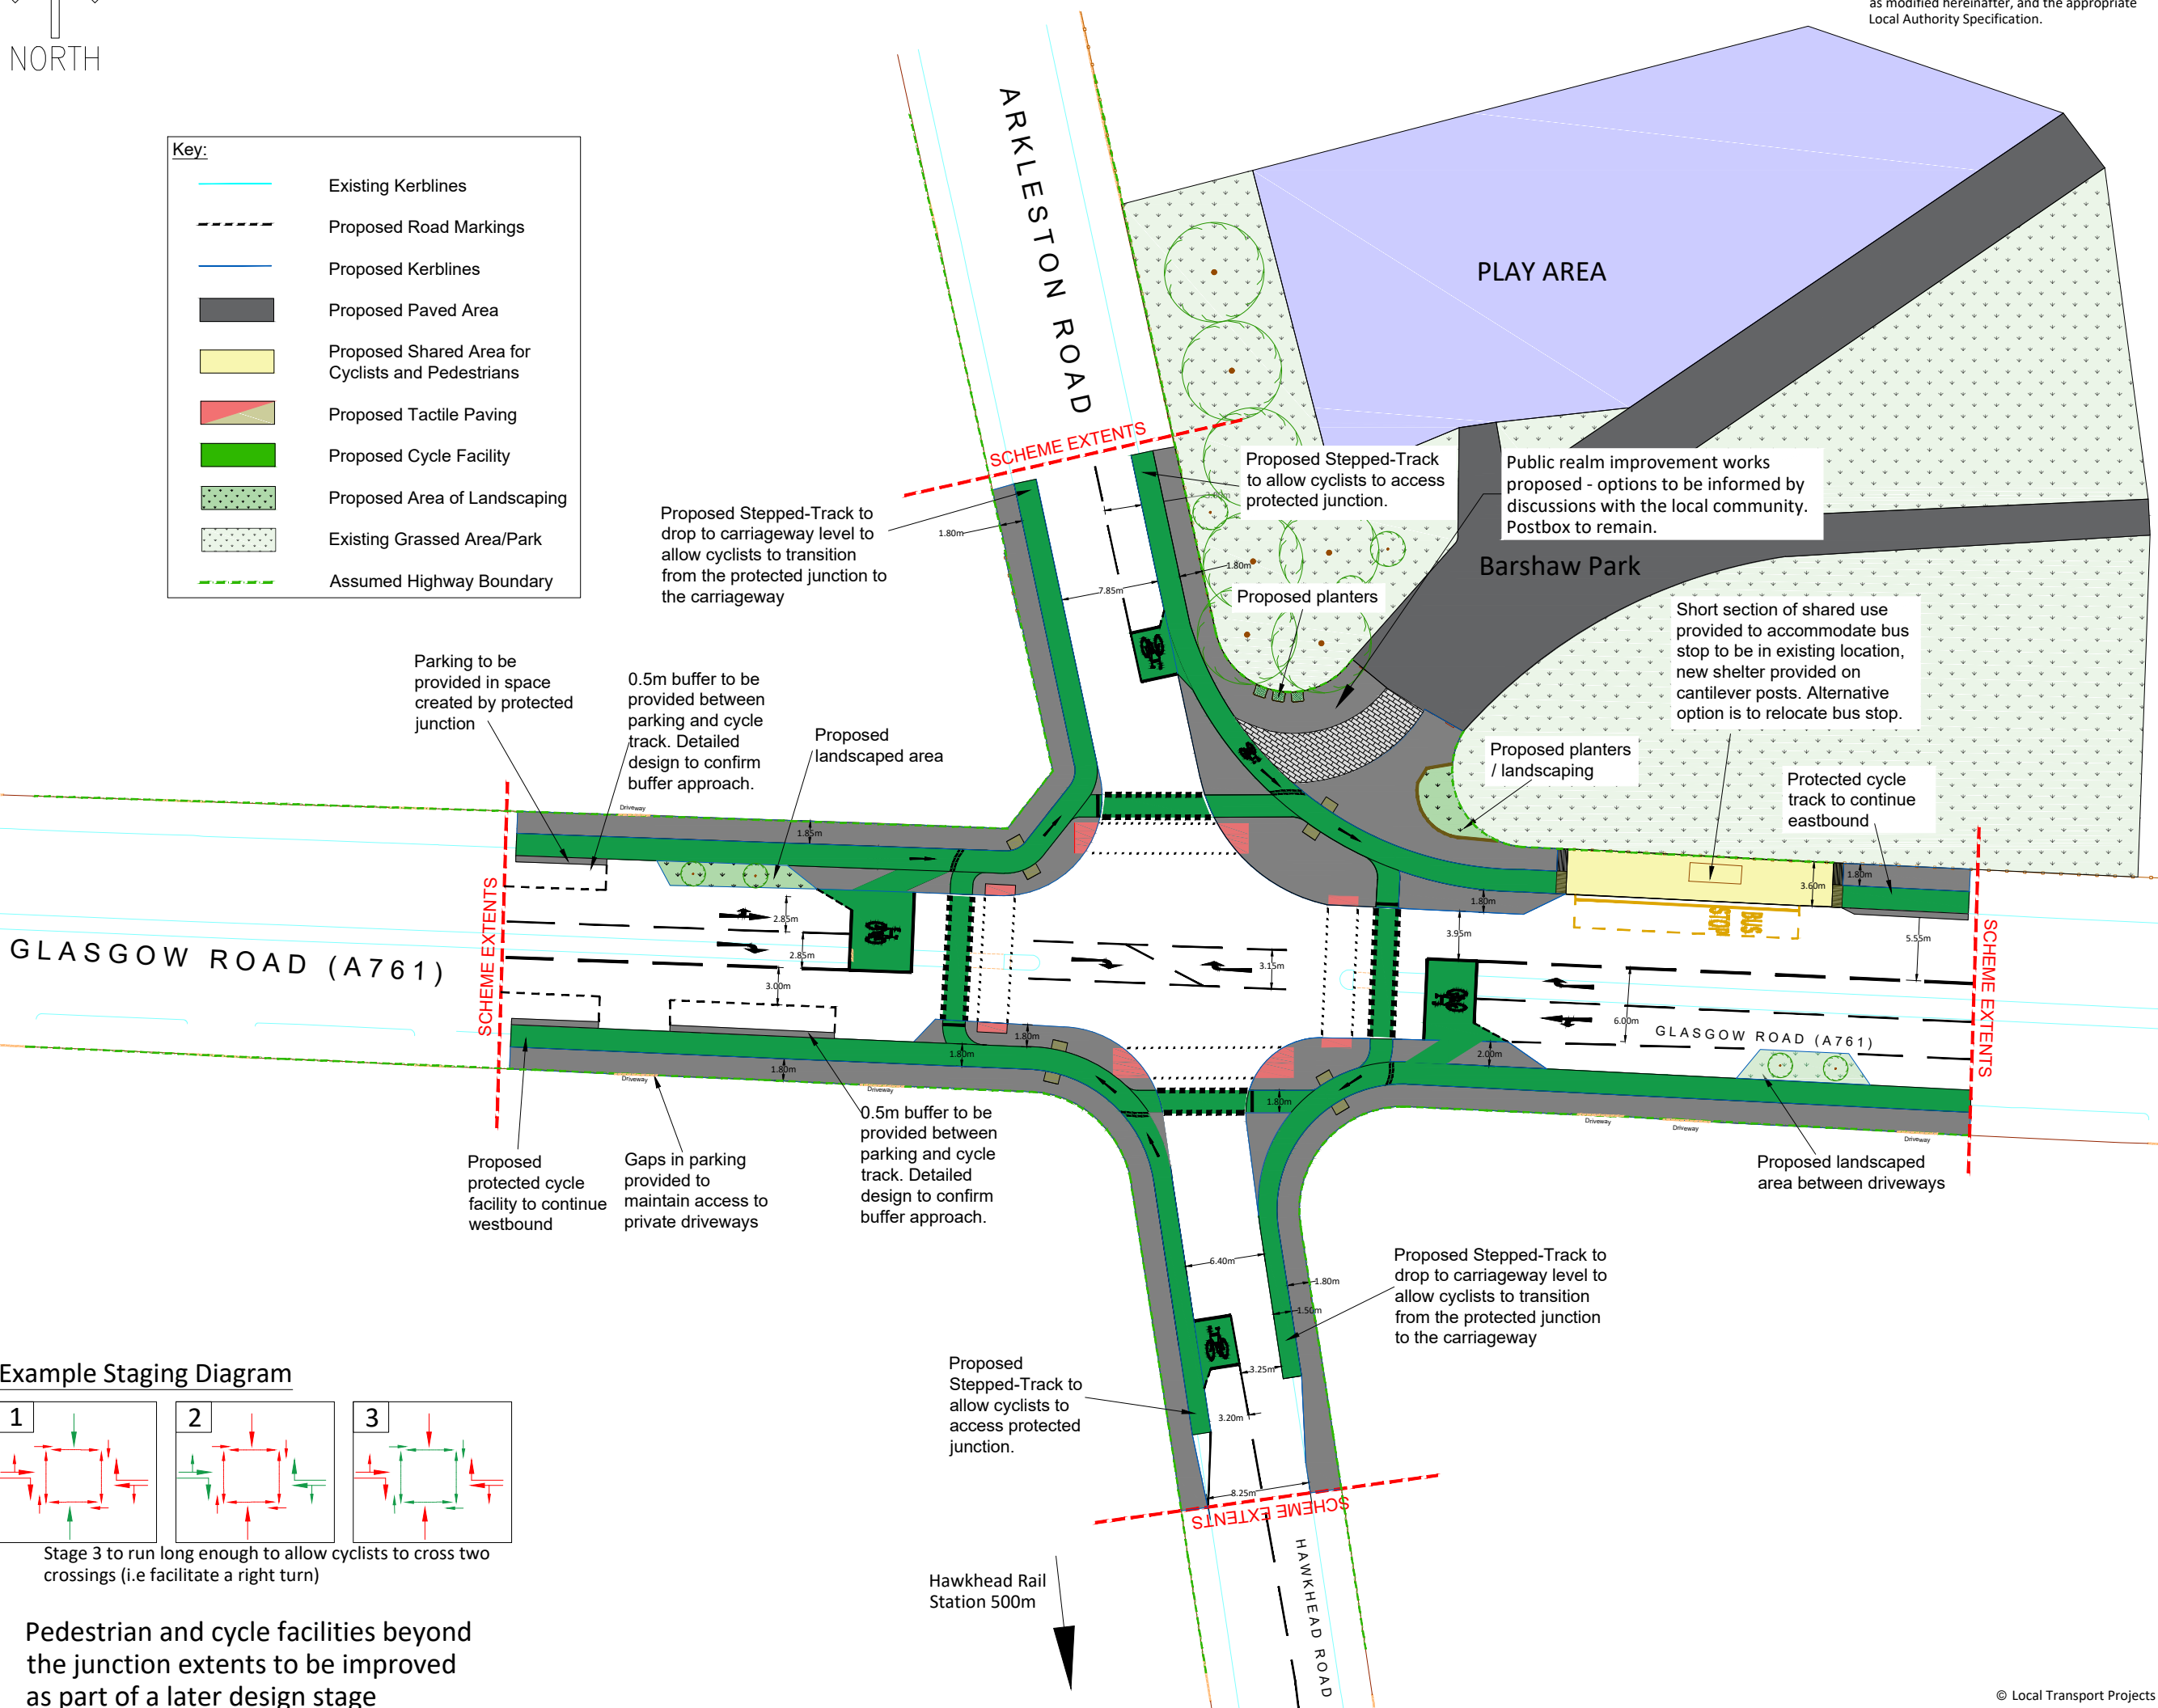 NORTH
as modified hereinafter, and the appropriate
Local Authority Specification.
Key:
Existing Kerblines
Proposed Road Markings
Proposed Kerblines
Proposed Paved Area
Proposed Shared Area for
Cyclists and Pedestrians
Proposed Tactile Paving
Proposed Cycle Facility
Proposed Area of Landscaping
Existing Grassed Area/Park
Assumed Highway Boundary
ARKLESTON ROAD
PLAY AREA
SCHEME EXTENTS
Proposed Stepped-Track
to allow cyclists to access
protected junction.
Public realm improvement works
proposed - options to be informed by
discussions with the local community.
Postbox to remain.
Proposed Stepped-Track to
drop to carriageway level to
allow cyclists to transition
from the protected junction to
the carriageway
1.80m
3.00m
1.80m
7.85m
Barshaw Park
Proposed planters
Short section of shared use
provided to accommodate bus
stop to be in existing location,
new shelter provided on
cantilever posts. Alternative
option is to relocate bus stop.
Parking to be
provided in space
created by protected
junction
0.5m buffer to be
provided between
parking and cycle
track. Detailed
design to confirm
buffer approach.
Proposed
landscaped area
Proposed planters
/ landscaping
Protected cycle
track to continue
eastbound
Driveway
1.85m
1.80m
3.60m
1.80m
BUS
STOP
2.85m
2.85m
3.00m
3.95m
3.15m
5.55m
6.00m
GLASGOW ROAD (A761)
SCHEME EXTENTS
GLASGOW ROAD (A761)
SCHEME EXTENTS
1.80m
1.80m
1.80m
2.00m
1.80m
Driveway
Driveway
Driveway
Driveway
Driveway
0.5m buffer to be
provided between
parking and cycle
track. Detailed
design to confirm
buffer approach.
Proposed
protected cycle
facility to continue
westbound
Gaps in parking
provided to
maintain access to
private driveways
Proposed landscaped
area between driveways
6.40m
1.80m
1.50m
Proposed Stepped-Track to
drop to carriageway level to
allow cyclists to transition
from the protected junction
to the carriageway
Proposed
Stepped-Track to
allow cyclists to
access protected
junction.
3.25m
3.20m
8.25m
SCHEME EXTENTS
HAWKHEAD ROAD
Hawkhead Rail
Station 500m
Example Staging Diagram
1
2
3
Stage 3 to run long enough to allow cyclists to cross two
crossings (i.e facilitate a right turn)
Pedestrian and cycle facilities beyond
the junction extents to be improved
as part of a later design stage
© Local Transport Projects